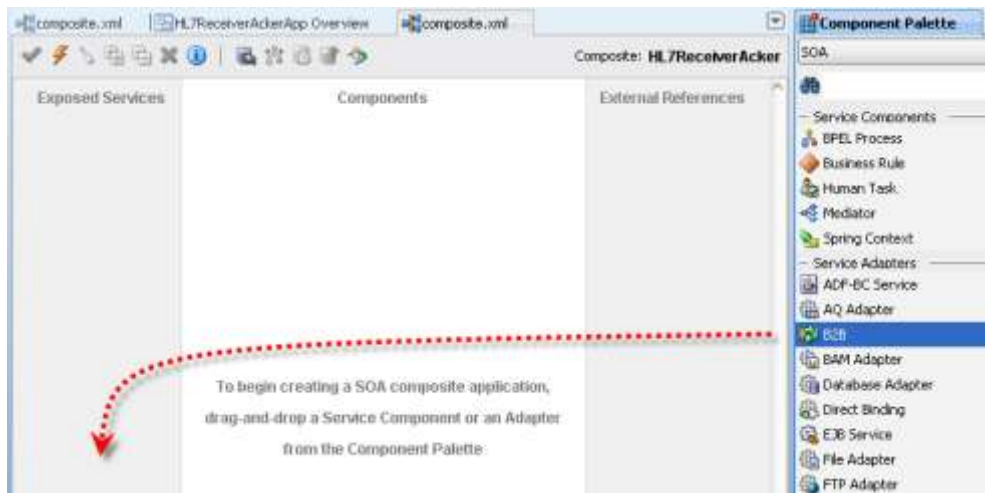 composite.xml
HL7ReceiverAckerApp Overview
composite.xml
Component Palette
Composite: HL7ReceiverAcker
SOA
Exposed Services
Components
External References
Service Components
BPEL Process
Business Rule
Human Task
Mediator
Spring Context
Service Adapters
ADF-BC Service
AQ Adapter
B2B
BAM Adapter
Database Adapter
Direct Binding
EJB Service
File Adapter
FTP Adapter
To begin creating a SOA composite application,
drag-and-drop a Service Component or an Adapter
from the Component Palette